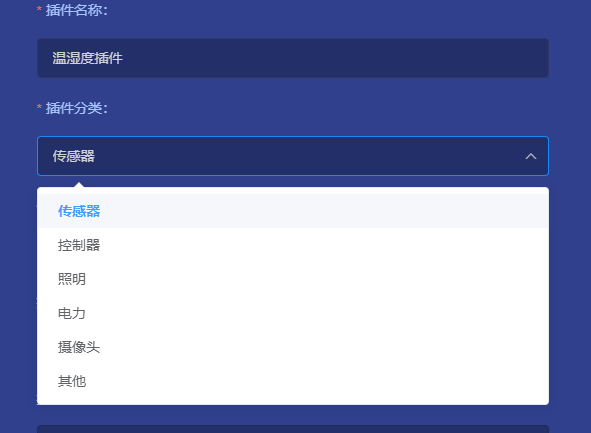 * 插件名称：
温湿度插件
* 插件分类：
传感器
传感器
控制器
照明
电力
摄像头
其他